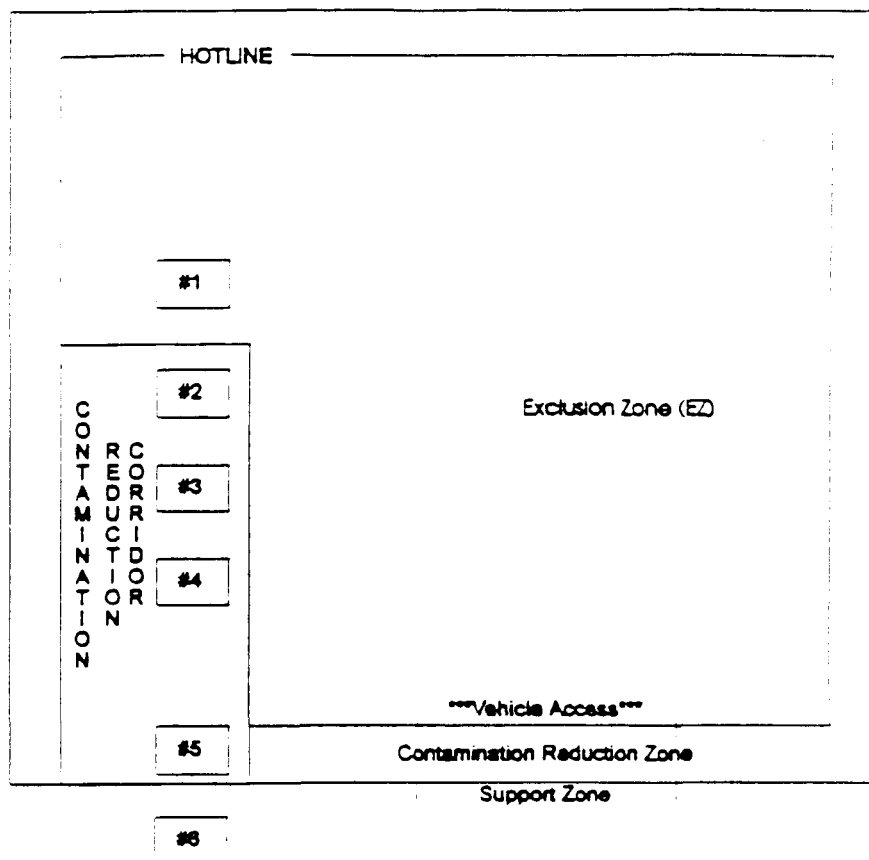 HOTLINE
#1
#2
#3
#4
CONTAMINATION
REDUCTION
CORRIDOR
Exclusion Zone (EZ)
***Vehicle Access***
#5
Contamination Reduction Zone
Support Zone
#6